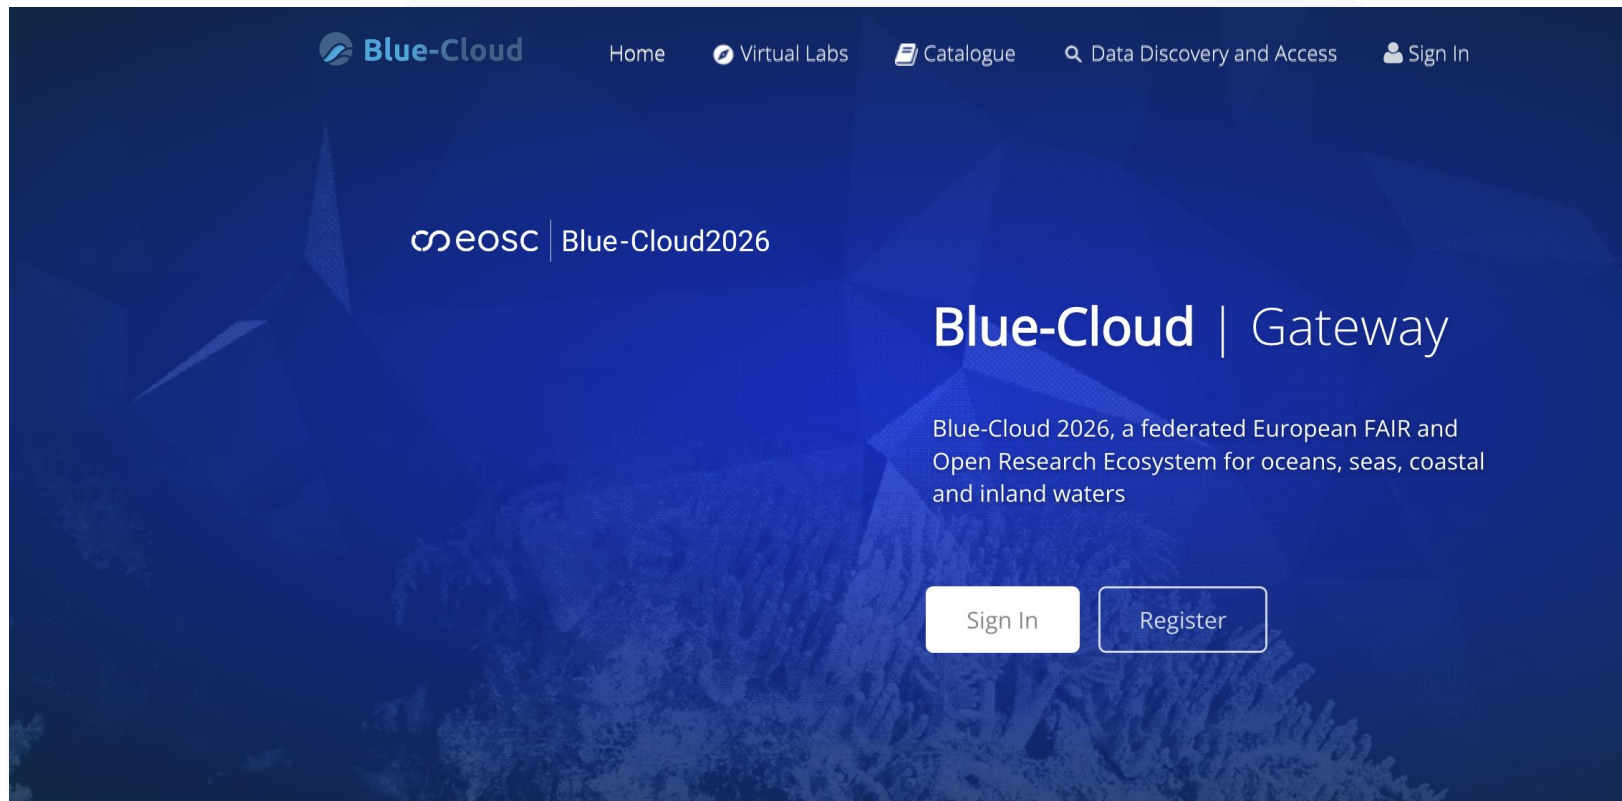 Blue-Cloud
Home
Virtual Labs
Catalogue
Data Discovery and Access
Sign In
eosc
Blue-Cloud2026
Blue-Cloud | Gateway
Blue-Cloud 2026, a federated European FAIR and
Open Research Ecosystem for oceans, seas, coastal
and inland waters
Sign In
Register